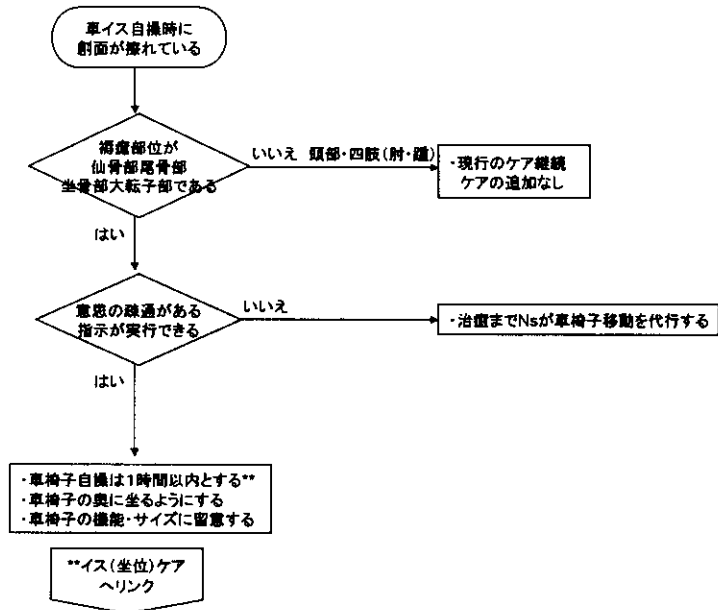 車イス自操時に
創面が擦れている
褥瘡部位が
仙骨部尾骨部
坐骨部大転子部である
いいえ 頭部・四肢(肘・踵)
・現行のケア継続
ケアの追加なし
はい
意思の疎通がある
指示が実行できる
いいえ
・治癒までNsが車椅子移動を代行する
はい
・車椅子自操は1時間以内とする**
・車椅子の奥に坐るようにする
・車椅子の機能・サイズに留意する
**イス(坐位)ケア
へリンク